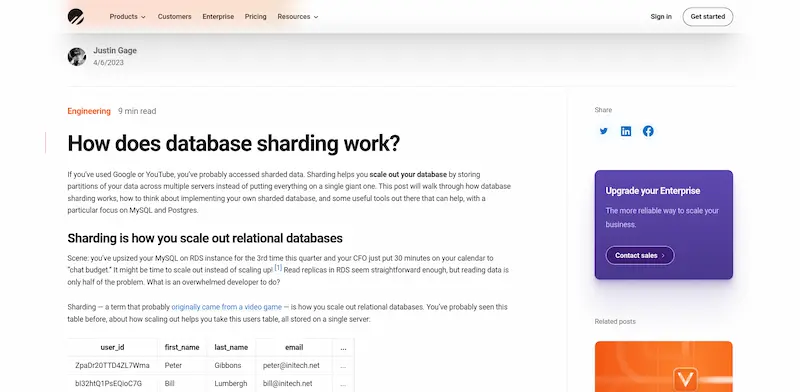 Products Customers Enterprise Pricing Resources Sign in Get started
Justin Gage
4/6/2023
Engineering 9 min read
How does database sharding work?
If you've used Google or YouTube, you've probably accessed sharded data. Sharding helps you scale out your database by storing
partitions of your data across multiple servers instead of putting everything on a single giant one. This post will walk through how database
sharding works, how to think about implementing your own sharded database, and some useful tools out there that can help, with a
particular focus on MySQL and Postgres.
Sharding is how you scale out relational databases
Scene: you've upsized your MySQL on RDS instance for the 3rd time this quarter and your CFO just put 30 minutes on your calendar to
"chat budget." It might be time to scale out instead of scaling up! [1] Read replicas in RDS seem straightforward enough, but reading data is
only half of the problem. What is an overwhelmed developer to do?
Sharding — a term that probably originally came from a video game — is how you scale out relational databases. You've probably seen this
table before, about how scaling out helps you take this users table, all stored on a single server:
user_id first_name last_name email ...
ZpaDr20TTD4ZL7Wma Peter Gibbons peter@initech.net ...
bI32htQ1PsEQioC7G Bill Lumbergh bill@initech.net ...
Share
Upgrade your Enterprise
The more reliable way to scale your
business.
Contact sales
Related posts